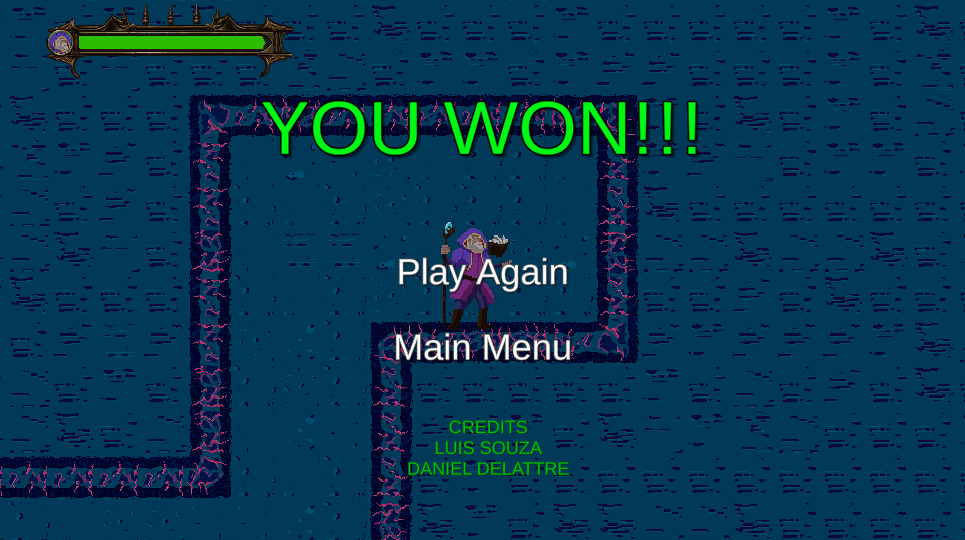 YOU WON!!!
Play Again
Main Menu
CREDITS
LUIS SOUZA
DANIEL DELATTRE